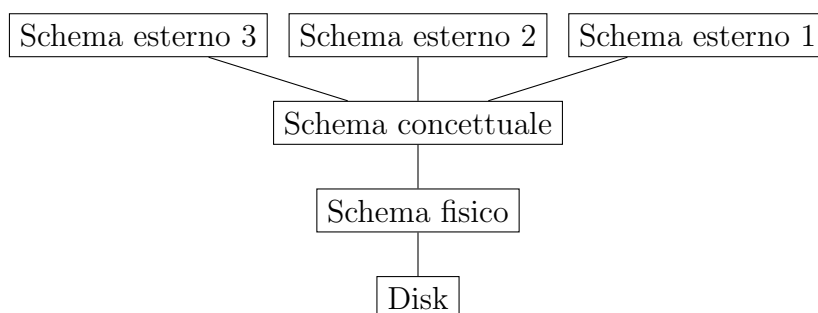 Schema esterno 3
Schema esterno 2
Schema esterno 1
Schema concettuale
Schema fisico
Disk